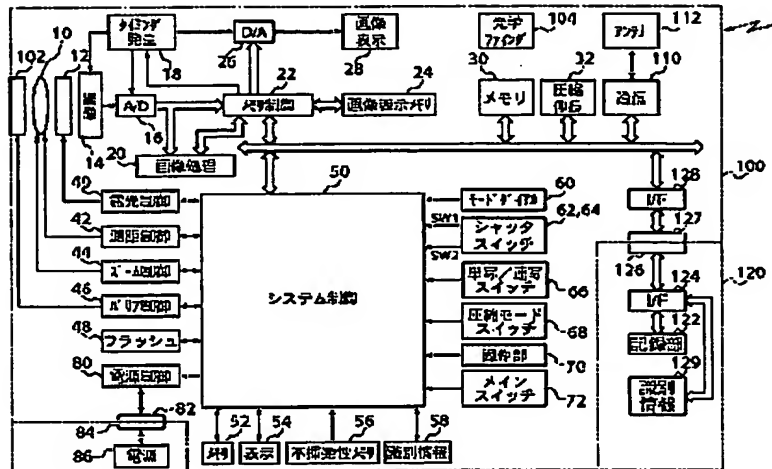 102
10
12
タイミング
発生
18
D/A
26
画像
表示
28
光学
ファインダ
104
アンテナ
112
14
A/D
16
22
メモリ制御
24
画像表示メモリ
30
メモリ
32
圧縮
伸長
110
通信
20
画像処理
100
50
システム制御
40
露光制御
42
測距制御
44
ズーム制御
46
バリア制御
48
フラッシュ
80
電源制御
82
84
86
電源
モードダイアル
60
SW1
SW2
シャッタ
スイッチ
62,64
単写/連写
スイッチ
66
圧縮モード
スイッチ
68
操作部
70
メイン
スイッチ
72
メモリ
52
表示
54
不揮発性メモリ
56
識別情報
58
128
I/F
127
126
120
124
I/F
122
記録部
129
識別
情報